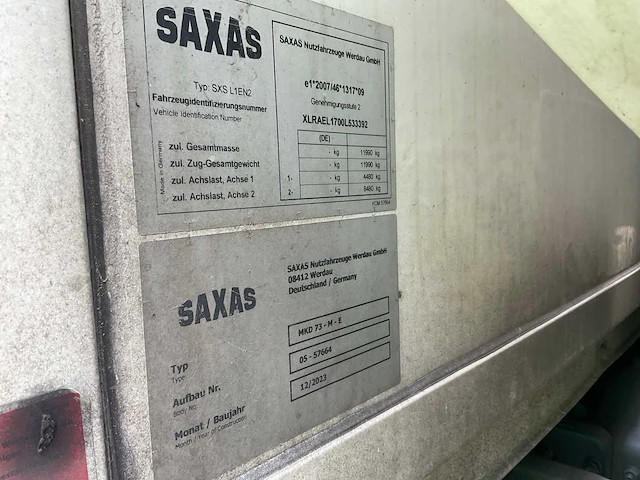 SAXAS
SAXAS Nutzfahrzeuge Werdau GmbH
Typ: SXS L1EN2
e1*2007/46*1317*09
Genehmigungsstufe 2
Fahrzeugidentifizierungsnummer
Vehicle Identification Number
XLRAEL1700L533392
(DE)
zul. Gesamtmasse - kg 11990 kg
zul. Zug-Gesamtgewicht - kg 11990 kg
zul. Achslast, Achse 1 1- - kg 4480 kg
zul. Achslast, Achse 2 2- - kg 6480 kg
Made in Germany
SAXAS
SAXAS Nutzfahrzeuge Werdau GmbH
08412 Werdau
Deutschland / Germany
Typ MKD 73 - M - E
Type
Aufbau Nr. 05 - 57664
Body No.
Monat / Baujahr 12/2023
Month / Year of Construction